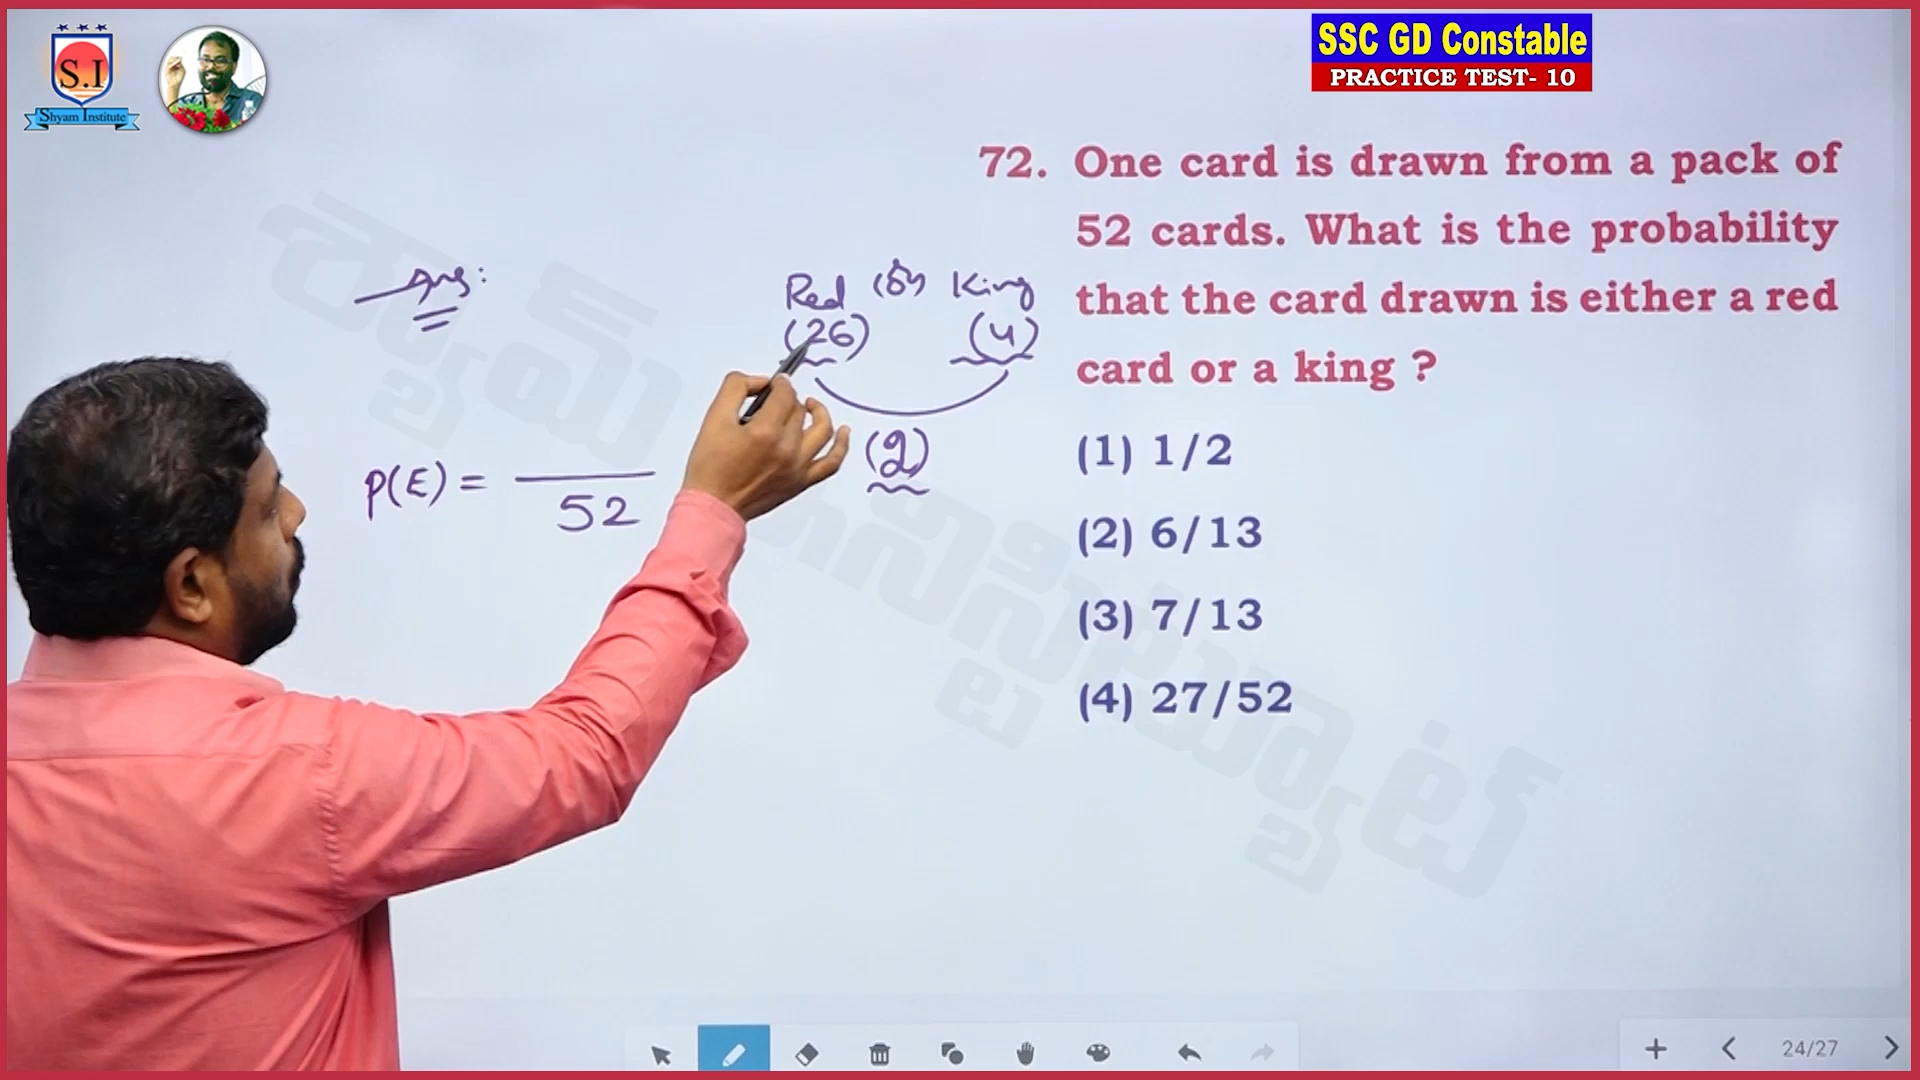 S.I
Shyam Institute
SSC GD Constable
PRACTICE TEST- 10
72. One card is drawn from a pack of
52 cards. What is the probability
that the card drawn is either a red
card or a king ?
(1) 1/2
(2) 6/13
(3) 7/13
(4) 27/52
Ans:
Red (or) King
(26) (4)
(2)
P(E) =
52
శ్యామ్ ఇన్స్టిట్యూట్
24/27